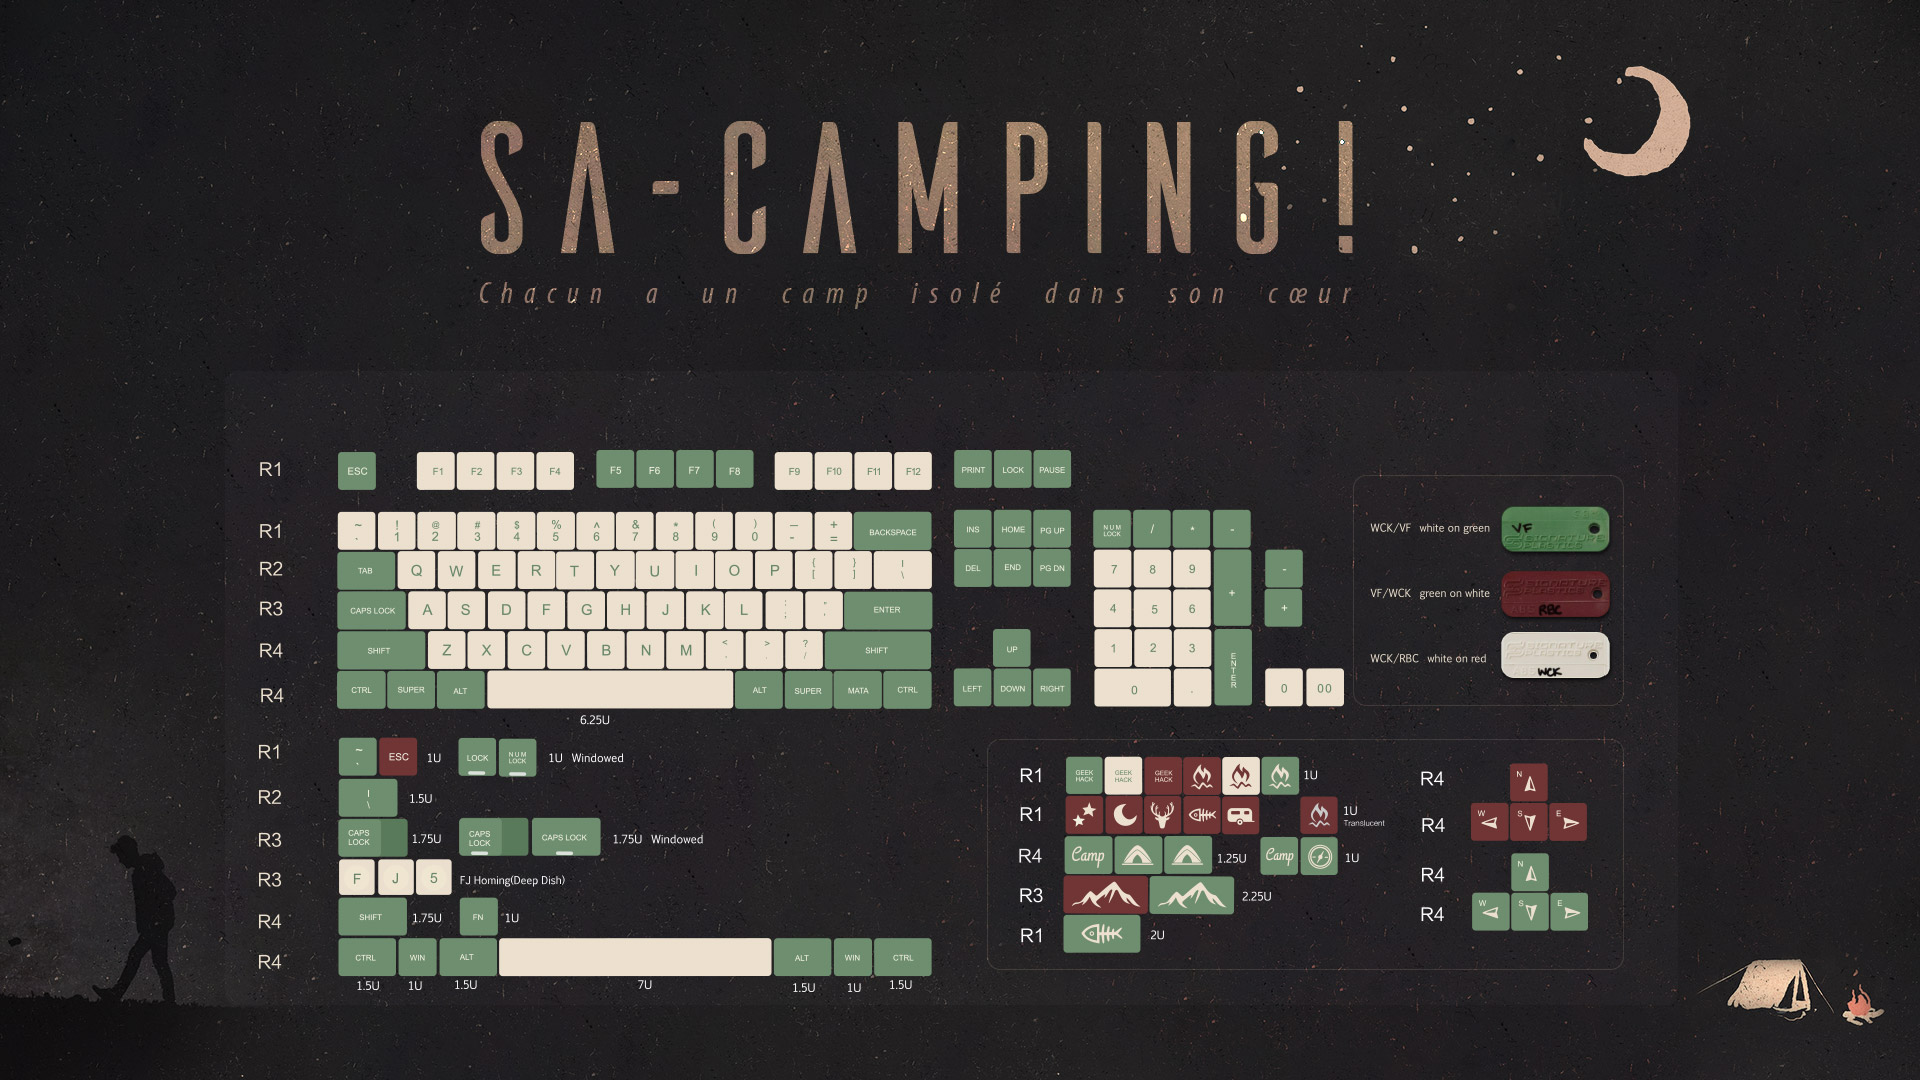 SA-CAMPING!
Chacun a un camp isolé dans son cœur
R1 ESC F1 F2 F3 F4 F5 F6 F7 F8 F9 F10 F11 F12 PRINT LOCK PAUSE
R1 ~ ! 1 @ 2 # 3 $ 4 % 5 ^ 6 & 7 * 8 ( 9 ) 0 — - + = BACKSPACE INS HOME PG UP NUM LOCK / * -
R2 TAB Q W E R T Y U I O P { [ } ] | \ DEL END PG DN 7 8 9 + -
R3 CAPS LOCK A S D F G H J K L : ; " ' ENTER 4 5 6 +
R4 SHIFT Z X C V B N M < , > . ? / SHIFT UP 1 2 3 ENTER
R4 CTRL SUPER ALT ALT SUPER MATA CTRL LEFT DOWN RIGHT 0 . 0 00
6.25U
WCK/VF white on green VF SIGNATURE PLASTICS
VF/WCK green on white RBC SIGNATURE PLASTICS
WCK/RBC white on red WCK SIGNATURE PLASTICS
R1 ~ ESC 1U LOCK NUM LOCK 1U Windowed
R2 | \ 1.5U
R3 CAPS LOCK 1.75U CAPS LOCK CAPS LOCK 1.75U Windowed
R3 F J 5 FJ Homing(Deep Dish)
R4 SHIFT 1.75U FN 1U
R4 CTRL WIN ALT ALT WIN CTRL
1.5U 1U 1.5U 7U 1.5U 1U 1.5U
R1 GEEK HACK GEEK HACK GEEK HACK 1U
R1 1U Translucent
R4 Camp 1.25U Camp 1U
R3 2.25U
R1 2U
R4 N
R4 W S E
R4 N
R4 W S E